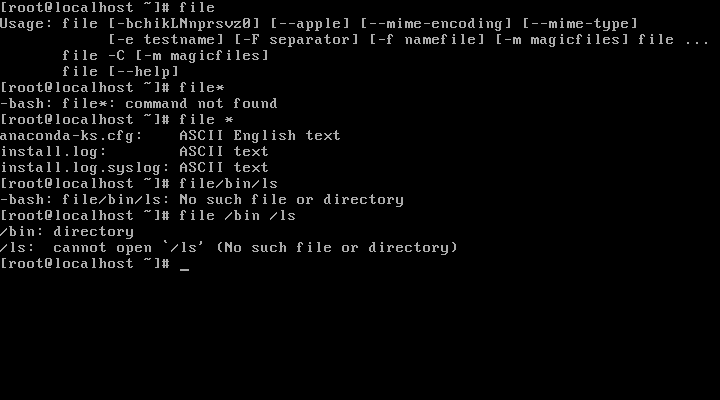 [root@localhost ~]# file
Usage: file [-bchikLNnprsvz0] [--apple] [--mime-encoding] [--mime-type]
            [-e testname] [-F separator] [-f namefile] [-m magicfiles] file ...
       file -C [-m magicfiles]
       file [--help]
[root@localhost ~]# file*
-bash: file*: command not found
[root@localhost ~]# file *
anaconda-ks.cfg:    ASCII English text
install.log:        ASCII text
install.log.syslog: ASCII text
[root@localhost ~]# file/bin/ls
-bash: file/bin/ls: No such file or directory
[root@localhost ~]# file /bin /ls
/bin: directory
/ls:  cannot open `/ls' (No such file or directory)
[root@localhost ~]# _